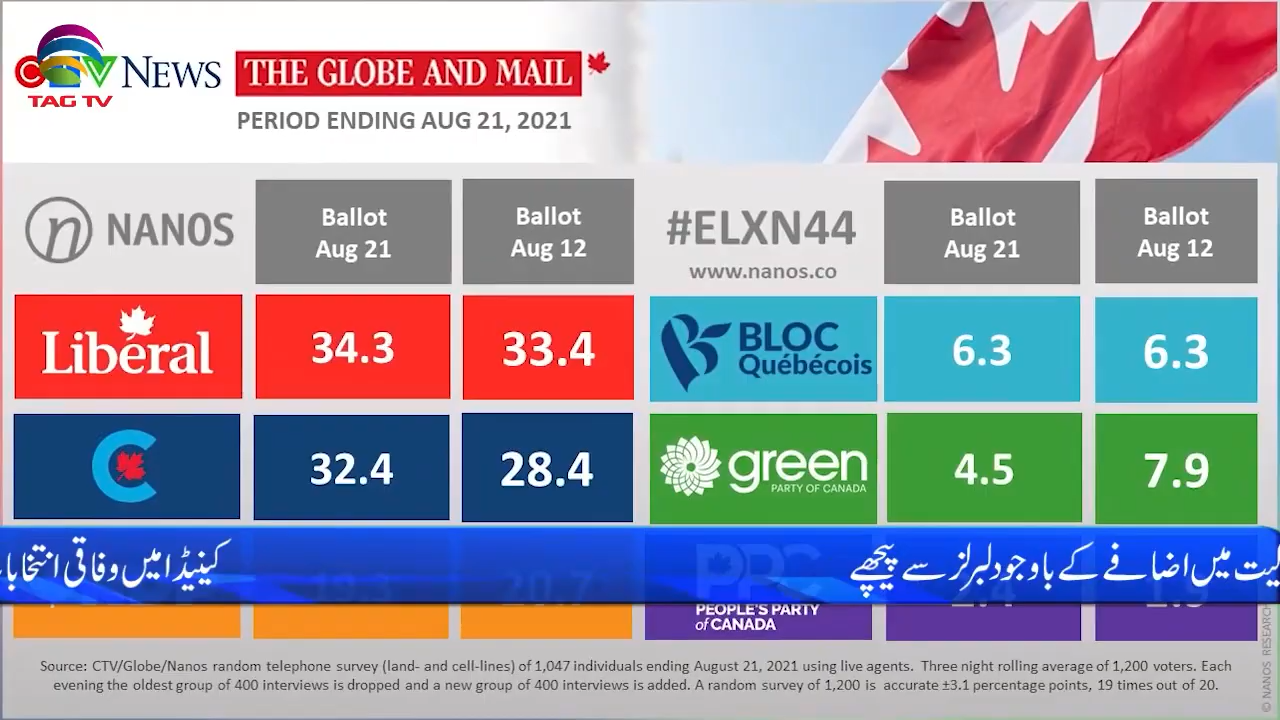 CTV News THE GLOBE AND MAIL
TAG TV
PERIOD ENDING AUG 21, 2021
NANOS
Ballot
Aug 21
Ballot
Aug 12
#ELXN44
www.nanos.co
Ballot
Aug 21
Ballot
Aug 12
Liberal
34.3
33.4
BLOC
Québécois
6.3
6.3
C
32.4
28.4
green
PARTY OF CANADA
4.5
7.9
لیت میں اضافے کے باوجود لبرلز سے پیچھے
کینیڈا میں وفاقی انتخابا
19.3
20.7
PPC
PEOPLE'S PARTY
of CANADA
Source: CTV/Globe/Nanos random telephone survey (land- and cell-lines) of 1,047 individuals ending August 21, 2021 using live agents. Three night rolling average of 1,200 voters. Each
evening the oldest group of 400 interviews is dropped and a new group of 400 interviews is added. A random survey of 1,200 is accurate ±3.1 percentage points, 19 times out of 20.
© NANOS RESEARCH